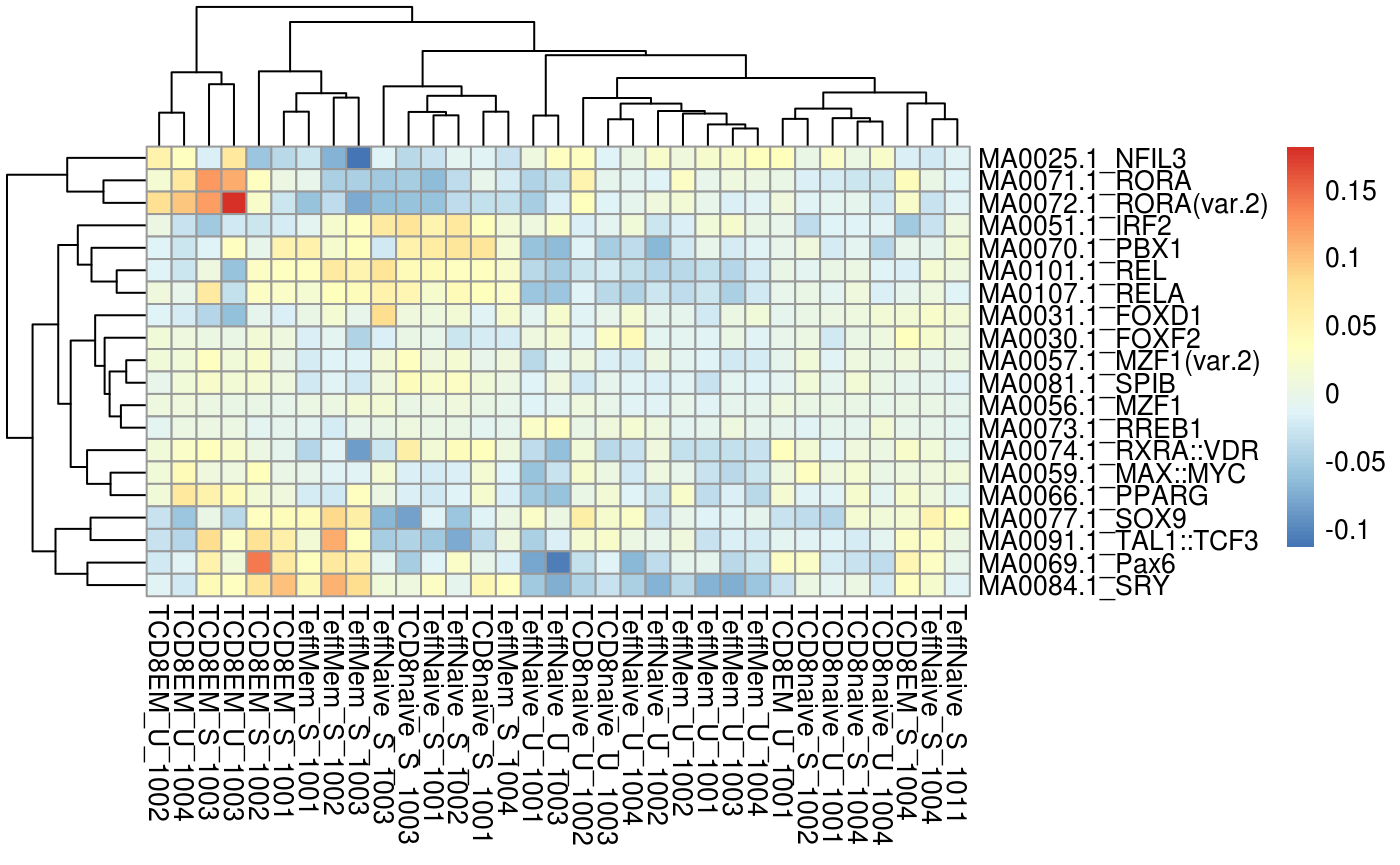 MA0025.1_NFIL3
MA0071.1_RORA
MA0072.1_RORA(var.2)
MA0051.1_IRF2
MA0070.1_PBX1
MA0101.1_REL
MA0107.1_RELA
MA0031.1_FOXD1
MA0030.1_FOXF2
MA0057.1_MZF1(var.2)
MA0081.1_SPIB
MA0056.1_MZF1
MA0073.1_RREB1
MA0074.1_RXRA::VDR
MA0059.1_MAX::MYC
MA0066.1_PPARG
MA0077.1_SOX9
MA0091.1_TAL1::TCF3
MA0069.1_Pax6
MA0084.1_SRY
0.15
0.1
0.05
0
-0.05
-0.1
TCD8EM_U_1002
TCD8EM_U_1004
TCD8EM_S_1003
TCD8EM_U_1003
TCD8EM_S_1002
TCD8EM_S_1001
TeffMem_S_1001
TeffMem_S_1002
TeffMem_S_1003
TeffNaive_S_1003
TCD8naive_S_1003
TeffNaive_S_1001
TeffNaive_S_1002
TCD8naive_S_1001
TeffMem_S_1004
TeffNaive_U_1001
TeffNaive_U_1003
TCD8naive_U_1002
TCD8naive_U_1003
TeffNaive_U_1004
TeffNaive_U_1002
TeffMem_U_1002
TeffMem_U_1001
TeffMem_U_1003
TeffMem_U_1004
TCD8EM_U_1001
TCD8naive_S_1002
TCD8naive_U_1001
TCD8naive_S_1004
TCD8naive_U_1004
TCD8EM_S_1004
TeffNaive_S_1004
TeffNaive_S_1011